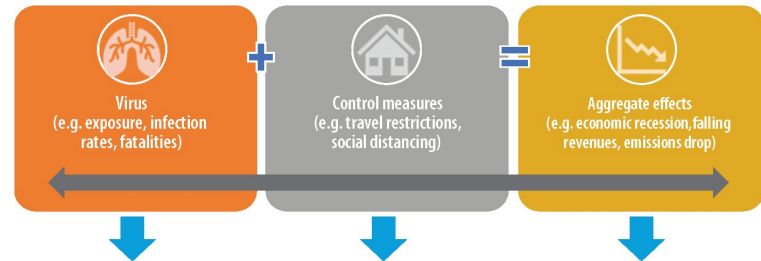 Virus
(e.g. exposure, infection
rates, fatalities)
+
Control measures
(e.g. travel restrictions,
social distancing)
=
Aggregate effects
(e.g. economic recession,falling
revenues, emissions drop)